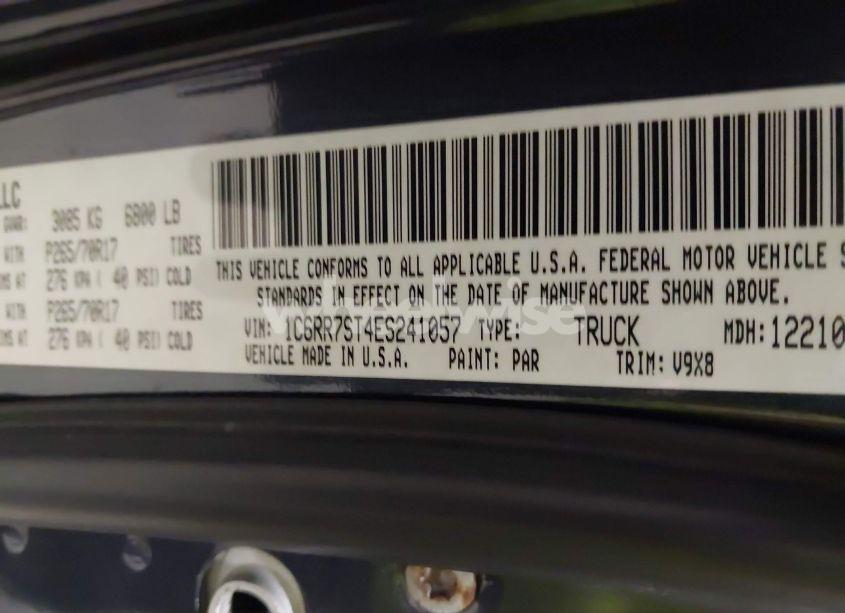 LLC
GVWR: 3085 KG 6800 LB
WITH P265/70R17 TIRES
RIMS AT 276 KPA ( 40 PSI) COLD
WITH P265/70R17 TIRES
RIMS AT 276 KPA ( 40 PSI) COLD
THIS VEHICLE CONFORMS TO ALL APPLICABLE U.S.A. FEDERAL MOTOR VEHICLE S
STANDARDS IN EFFECT ON THE DATE OF MANUFACTURE SHOWN ABOVE.
VIN: 1C6RR7ST4ES241057 TYPE: TRUCK MDH: 12210
VEHICLE MADE IN U.S.A. PAINT: PAR TRIM: V9X8